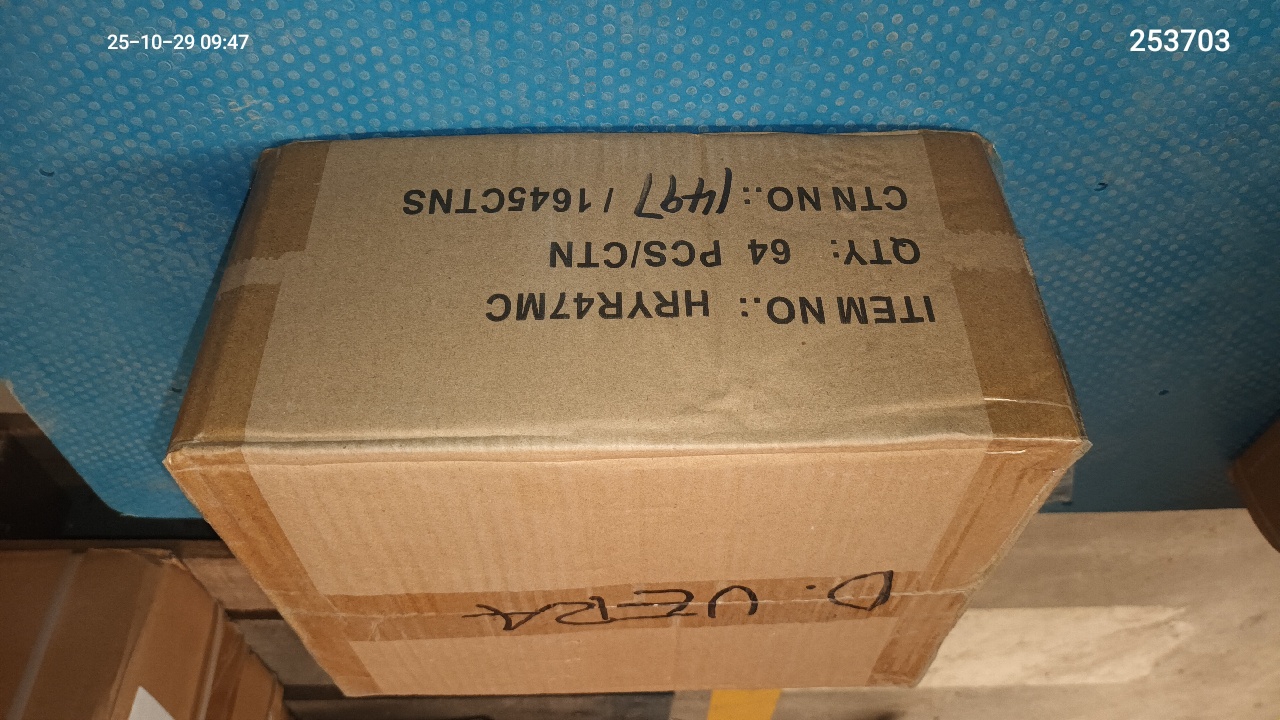 25-10-29 09:47
253703
CTN NO.: 1497 / 1645CTNS
QTY: 64 PCS/CTN
ITEM NO.: HRYR47MC
D. VERA